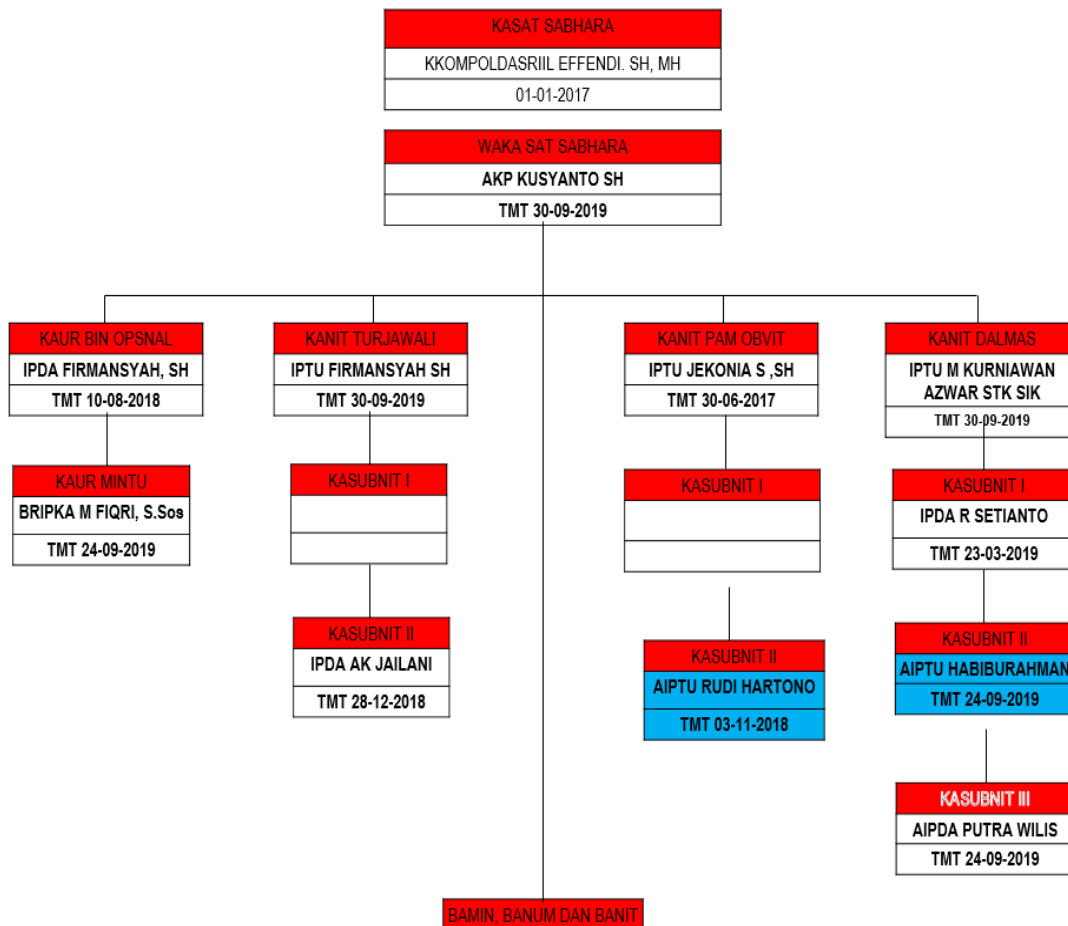 KASAT SABHARA
KKOMPOLDASRIIL EFFENDI. SH, MH
01-01-2017
WAKA SAT SABHARA
AKP KUSYANTO SH
TMT 30-09-2019
KAUR BIN OPSNAL
IPDA FIRMANSYAH, SH
TMT 10-08-2018
KANIT TURJAWALI
IPTU FIRMANSYAH SH
TMT 30-09-2019
KANIT PAM OBVIT
IPTU JEKONIA S ,SH
TMT 30-06-2017
KANIT DALMAS
IPTU M KURNIAWAN
AZWAR STK SIK
TMT 30-09-2019
KAUR MINTU
BRIPKA M FIQRI, S.Sos
TMT 24-09-2019
KASUBNIT I
KASUBNIT I
KASUBNIT I
IPDA R SETIANTO
TMT 23-03-2019
KASUBNIT II
IPDA AK JAILANI
TMT 28-12-2018
KASUBNIT II
AIPTU RUDI HARTONO
TMT 03-11-2018
KASUBNIT II
AIPTU HABIBURAHMAN
TMT 24-09-2019
KASUBNIT III
AIPDA PUTRA WILIS
TMT 24-09-2019
BAMIN, BANUM DAN BANIT